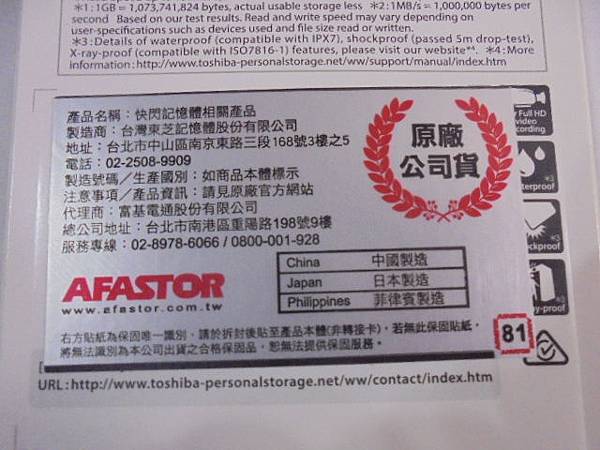 *1:1GB = 1,073,741,824 bytes, actual usable storage less *2:1MB/s = 1,000,000 bytes per
second Based on our test results. Read and write speed may vary depending on
user-specifications such as devices used and file size read or written.
*3:Details of waterproof (compatible with IPX7), shockproof (passed 5m drop-test),
X-ray-proof (compatible with ISO7816-1) features, please visit our website*4. *4:More
information:http://www.toshiba-personalstorage.net/ww/support/manual/index.htm
產品名稱：快閃記憶體相關產品
製造商：台灣東芝記憶體股份有限公司
地址：台北市中山區南京東路三段168號3樓之5
電話：02-2508-9909
製造號碼／生產國別：如商品本體標示
注意事項／產品資訊：請見原廠官方網站
代理商：富基電通股份有限公司
總公司地址：台北市南港區重陽路198號9樓
服務專線：02-8978-6066 / 0800-001-928
原廠
公司貨
Full HD
video
cording
terproof
*3
ockproof
*3
y-proof
AFASTOR
www.afastor.com.tw
China 中國製造
Japan 日本製造
Philippines 菲律賓製造
右方貼紙為保固唯一識別，請於拆封後貼至產品本體(非轉接卡)，若無此保固貼紙，
將無法識別為本公司出貨之合格保固品，恕無法提供保固服務。
81
URL:http://www.toshiba-personalstorage.net/ww/contact/index.htm